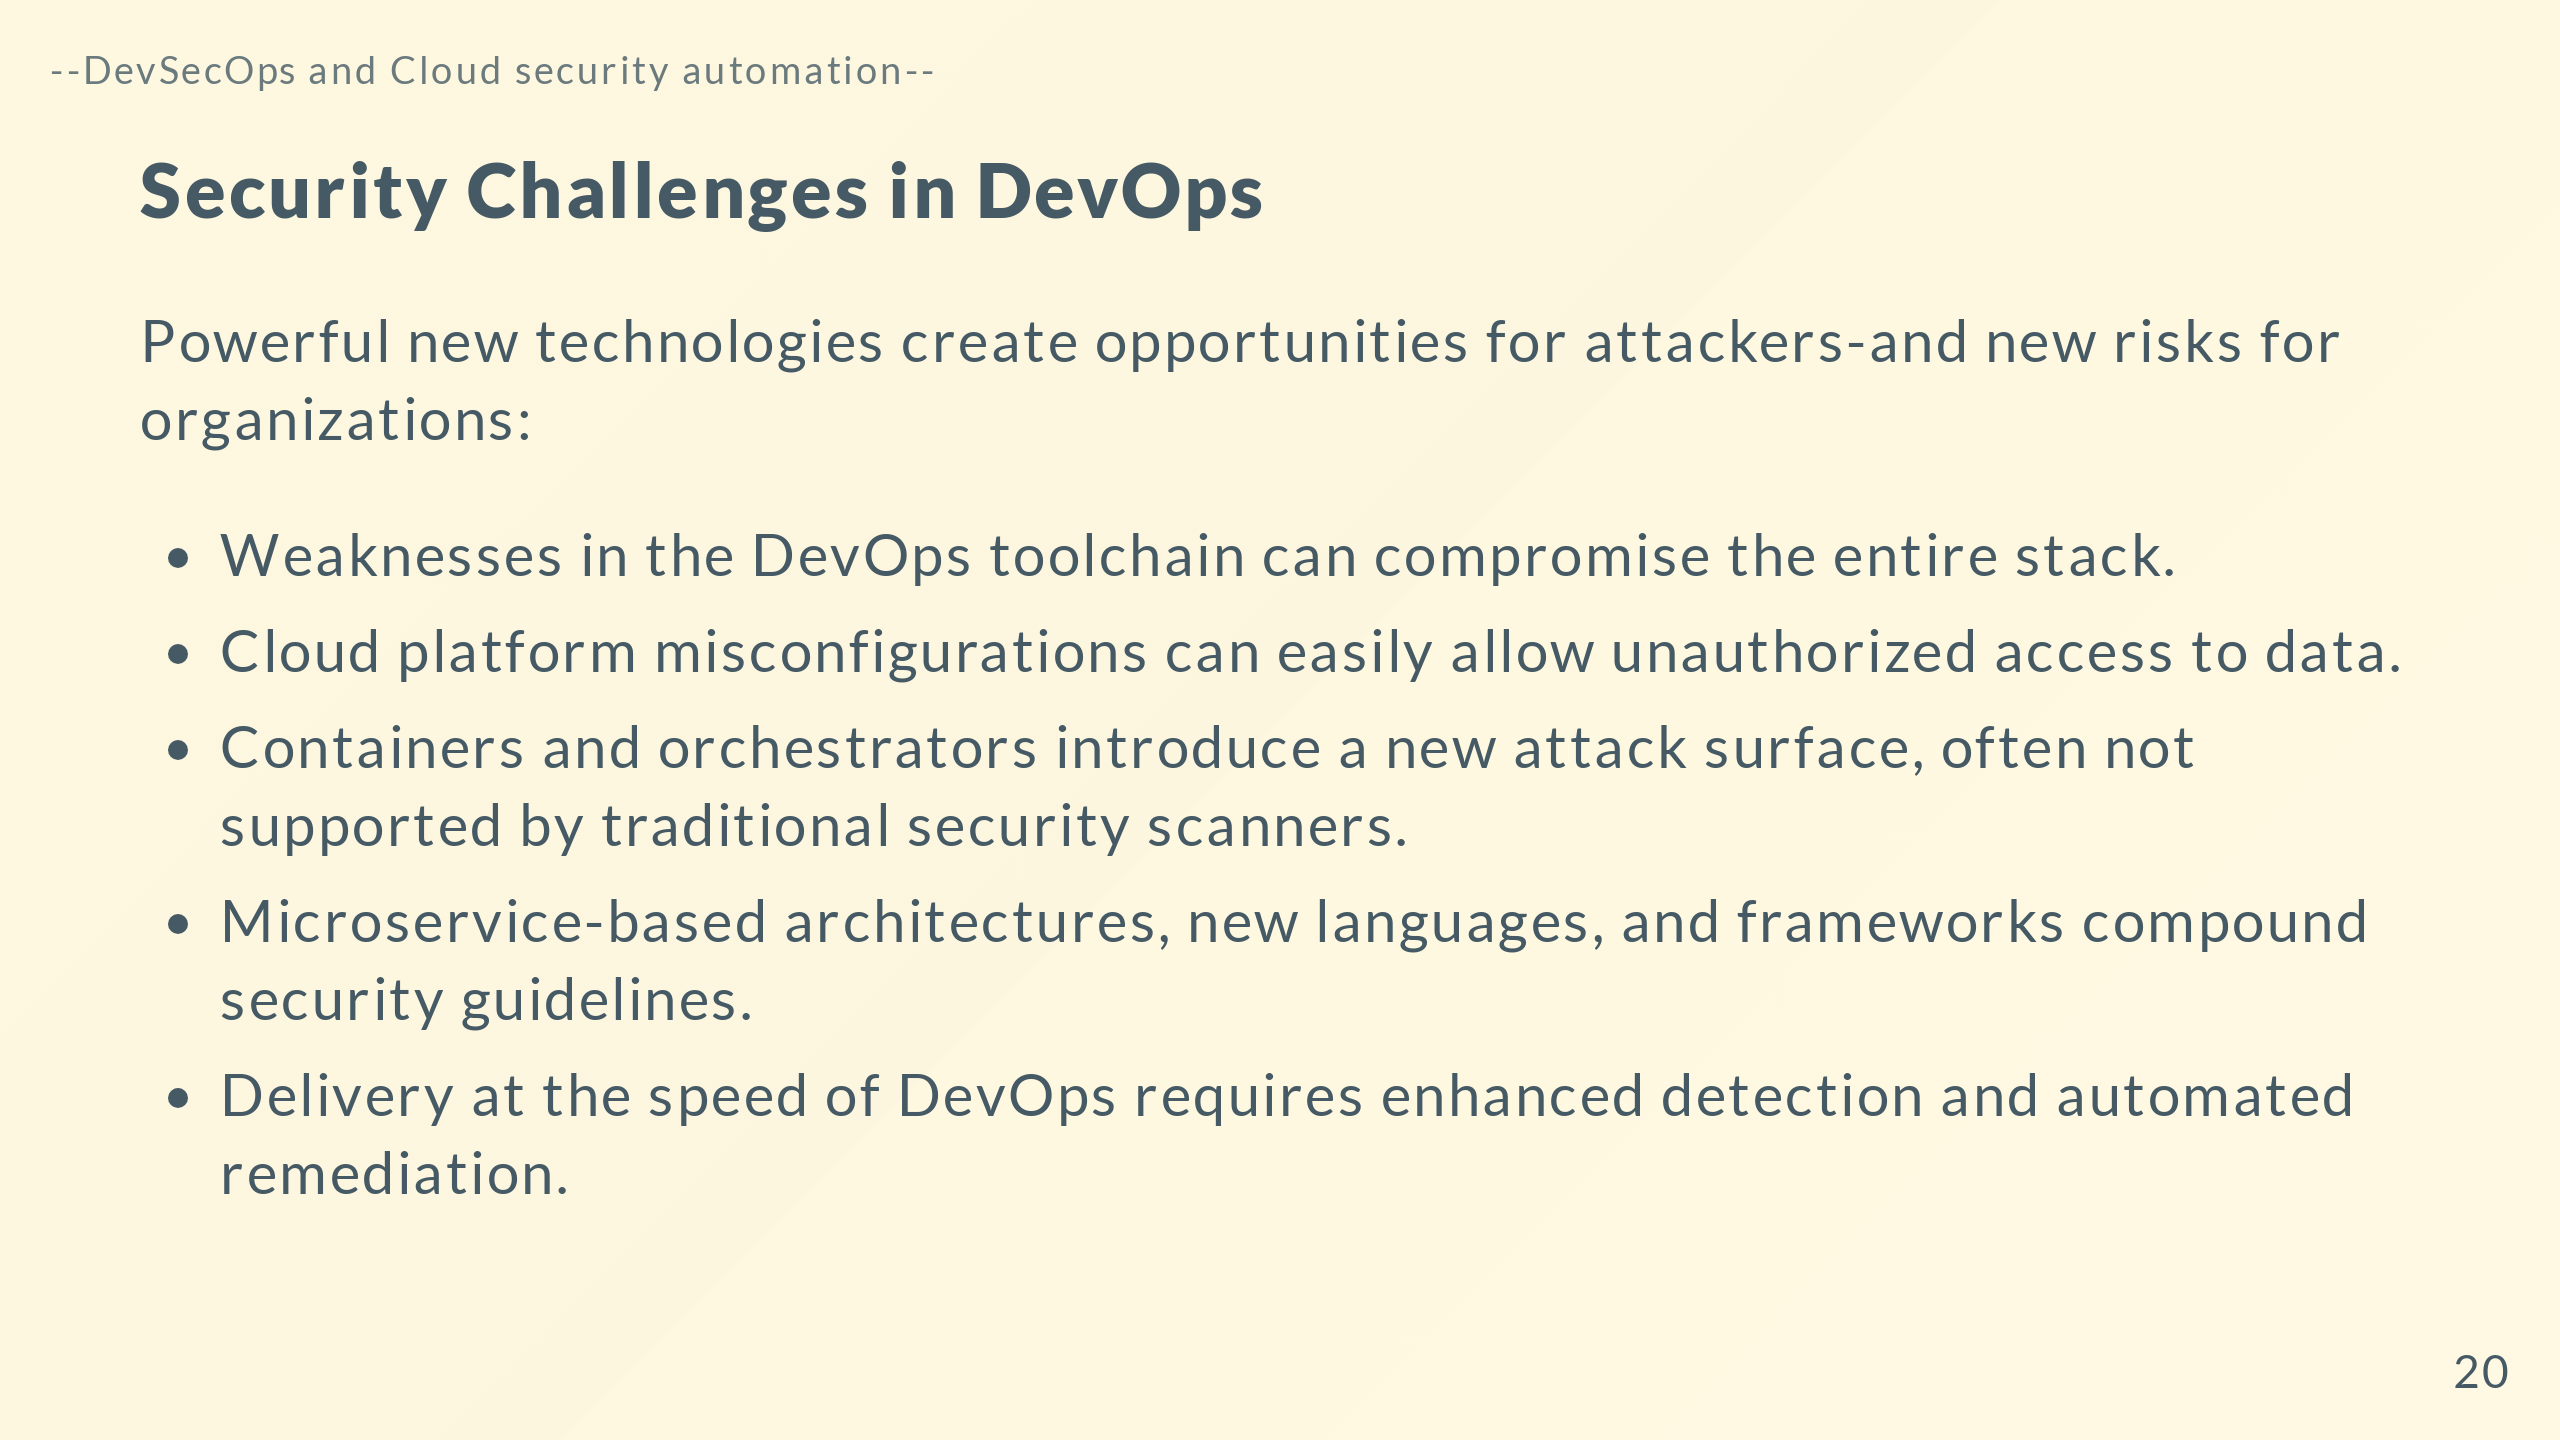 --DevSecOps and Cloud security automation--
Security Challenges in DevOps
Powerful new technologies create opportunities for attackers-and new risks for
organizations:
• Weaknesses in the DevOps toolchain can compromise the entire stack.
• Cloud platform misconfigurations can easily allow unauthorized access to data.
• Containers and orchestrators introduce a new attack surface, often not
supported by traditional security scanners.
• Microservice-based architectures, new languages, and frameworks compound
security guidelines.
• Delivery at the speed of DevOps requires enhanced detection and automated
remediation.
20